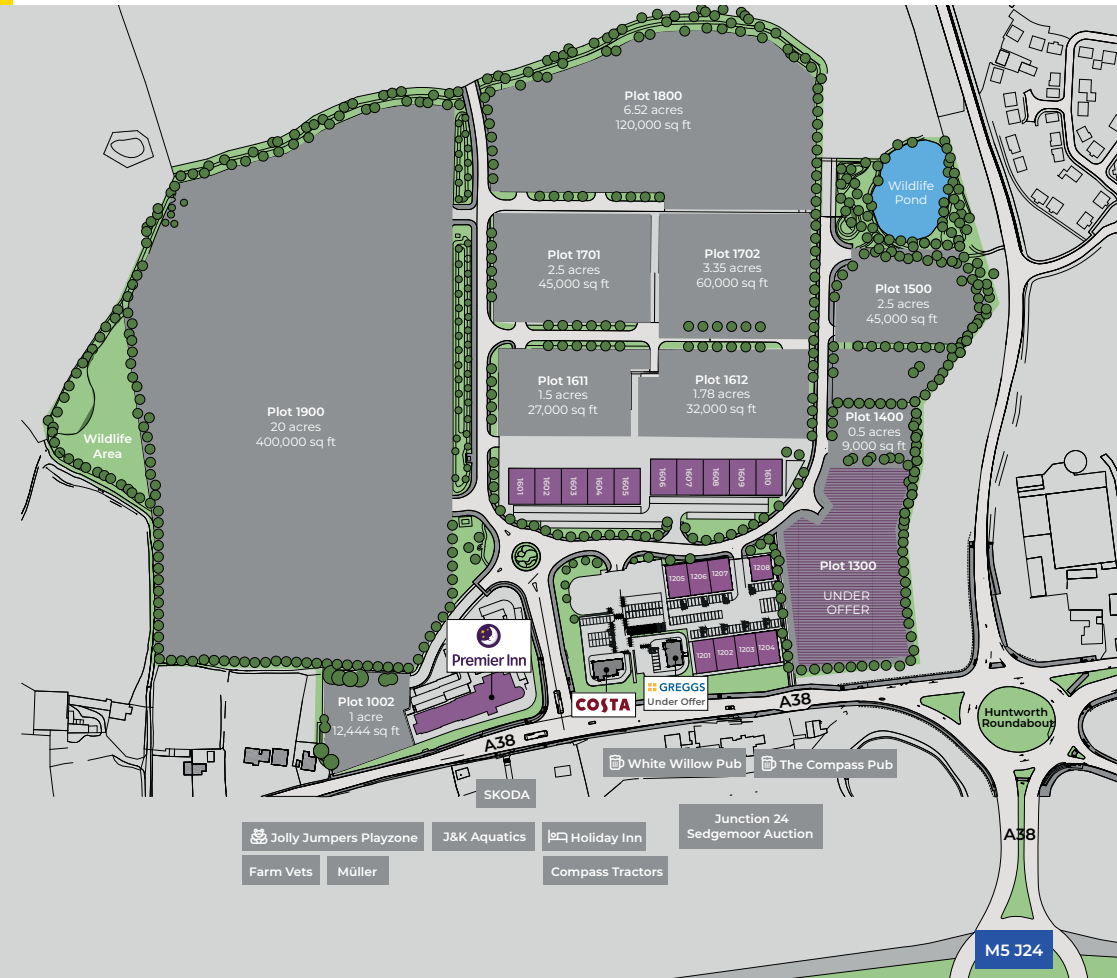 Plot 1800
6.52 acres
120,000 sq ft
Wildlife
Pond
Plot 1701
2.5 acres
45,000 sq ft
Plot 1702
3.35 acres
60,000 sq ft
Plot 1500
2.5 acres
45,000 sq ft
Plot 1611
1.5 acres
27,000 sq ft
Plot 1612
1.78 acres
32,000 sq ft
Plot 1900
20 acres
400,000 sq ft
Plot 1400
0.5 acres
9,000 sq ft
Wildlife
Area
1601
1602
1603
1604
1605
1606
1607
1608
1609
1610
Plot 1300
UNDER
OFFER
1205
1206
1207
1208
1201
1202
1203
1204
Premier Inn
COSTA
GREGGS
Under Offer
Plot 1002
1 acre
12,444 sq ft
A38
A38
Huntworth
Roundabout
White Willow Pub
The Compass Pub
SKODA
Junction 24
Sedgemoor Auction
Jolly Jumpers Playzone
J&K Aquatics
Holiday Inn
A38
Farm Vets
Müller
Compass Tractors
M5 J24